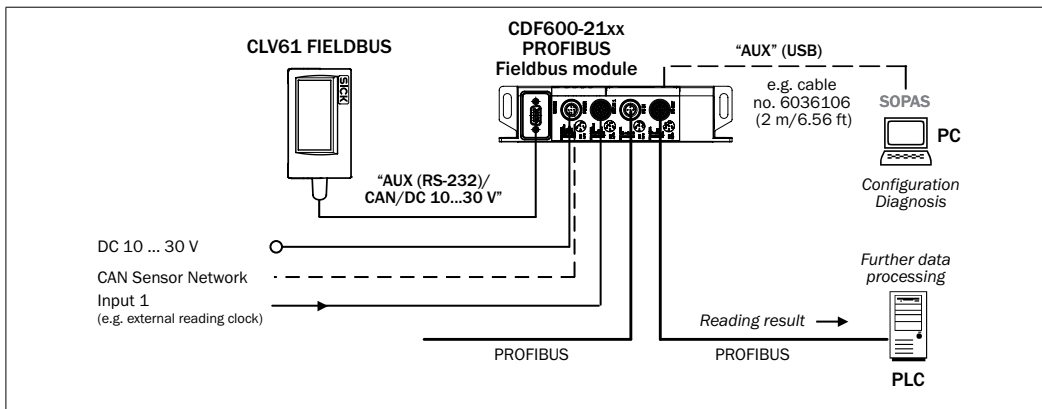 CLV61 FIELDBUS
SICK
CDF600-21xx
PROFIBUS
Fieldbus module
“AUX” (USB)
e.g. cable
no. 6036106
(2 m/6.56 ft)
SOPAS
PC
Configuration
Diagnosis
“AUX (RS-232)/
CAN/DC 10...30 V”
DC 10 ... 30 V
CAN Sensor Network
Input 1
(e.g. external reading clock)
Further data
processing
Reading result
PROFIBUS
PROFIBUS
PLC